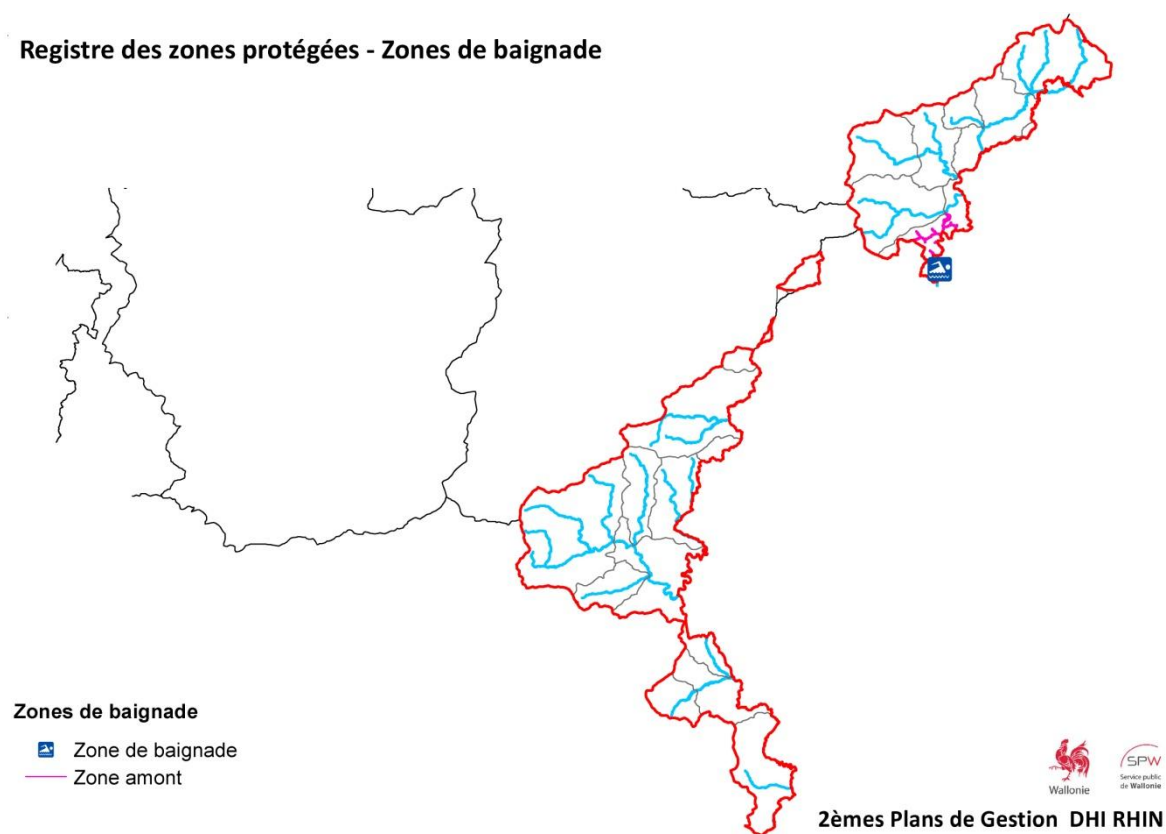 Registre des zones protégées - Zones de baignade
Zones de baignade
Zone de baignade
Zone amont
Wallonie
SPW
Service public
de Wallonie
2èmes Plans de Gestion DHI RHIN